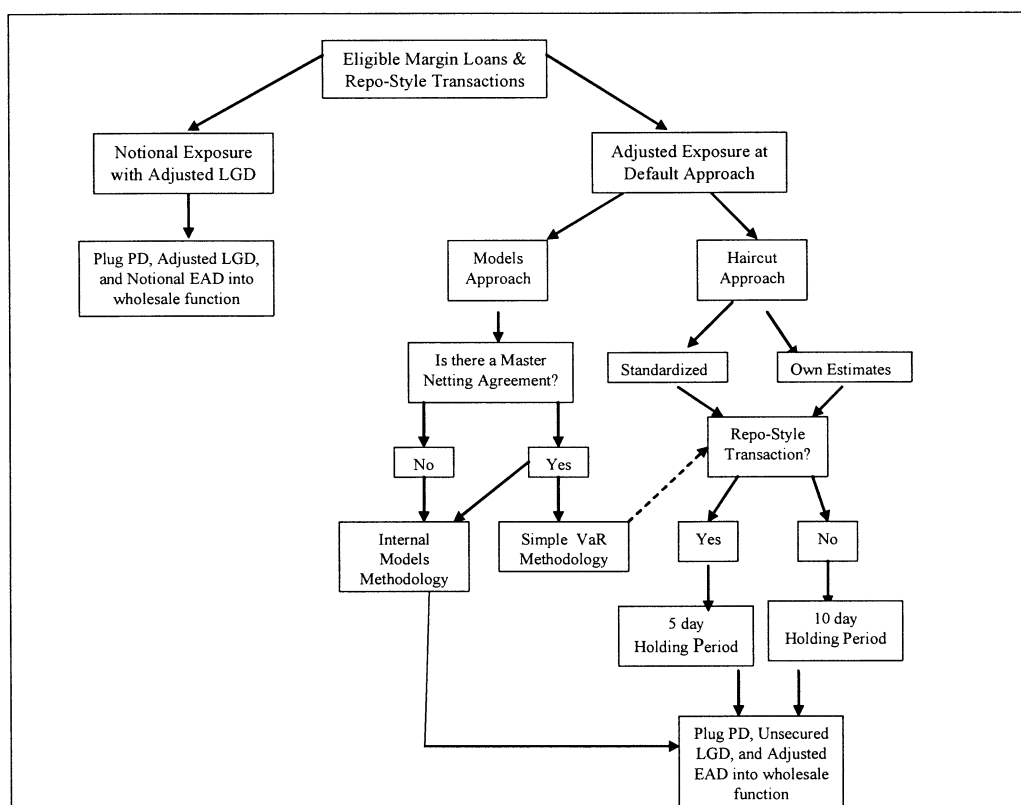 Eligible Margin Loans &
Repo-Style Transactions
Notional Exposure
with Adjusted LGD
Adjusted Exposure at
Default Approach
Plug PD, Adjusted LGD,
and Notional EAD into
wholesale function
Models
Approach
Haircut
Approach
Is there a Master
Netting Agreement?
Standardized
Own Estimates
Repo-Style
Transaction?
No
Yes
Internal
Models
Methodology
Simple VaR
Methodology
Yes
No
5 day
Holding Period
10 day
Holding Period
Plug PD, Unsecured
LGD, and Adjusted
EAD into wholesale
function